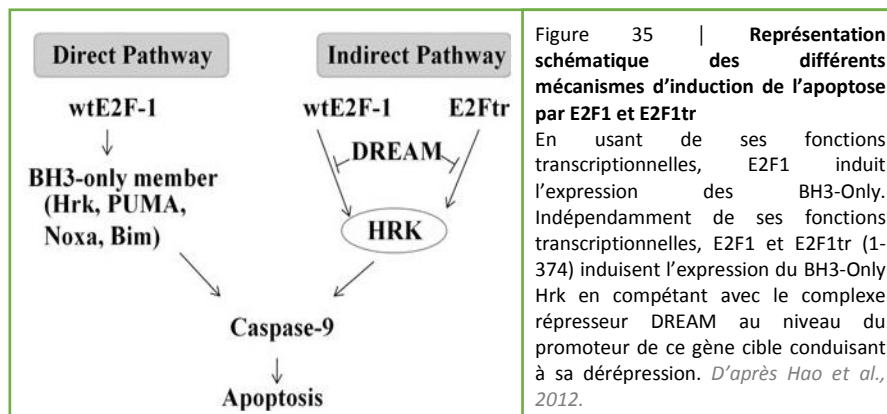 Direct Pathway
wtE2F-1
BH3-only member
(Hrk, PUMA,
Noxa, Bim)
Indirect Pathway
wtE2F-1 E2Ftr
DREAM
HRK
Caspase-9
Apoptosis
Figure 35 | Représentation
schématique des différents
mécanismes d’induction de l’apoptose
par E2F1 et E2F1tr
En usant de ses fonctions
transcriptionnelles, E2F1 induit
l’expression des BH3-Only.
Indépendamment de ses fonctions
transcriptionnelles, E2F1 et E2F1tr (1-
374) induisent l’expression du BH3-Only
Hrk en compétant avec le complexe
répresseur DREAM au niveau du
promoteur de ce gène cible conduisant
à sa dérépression. D’après Hao et al.,
2012.